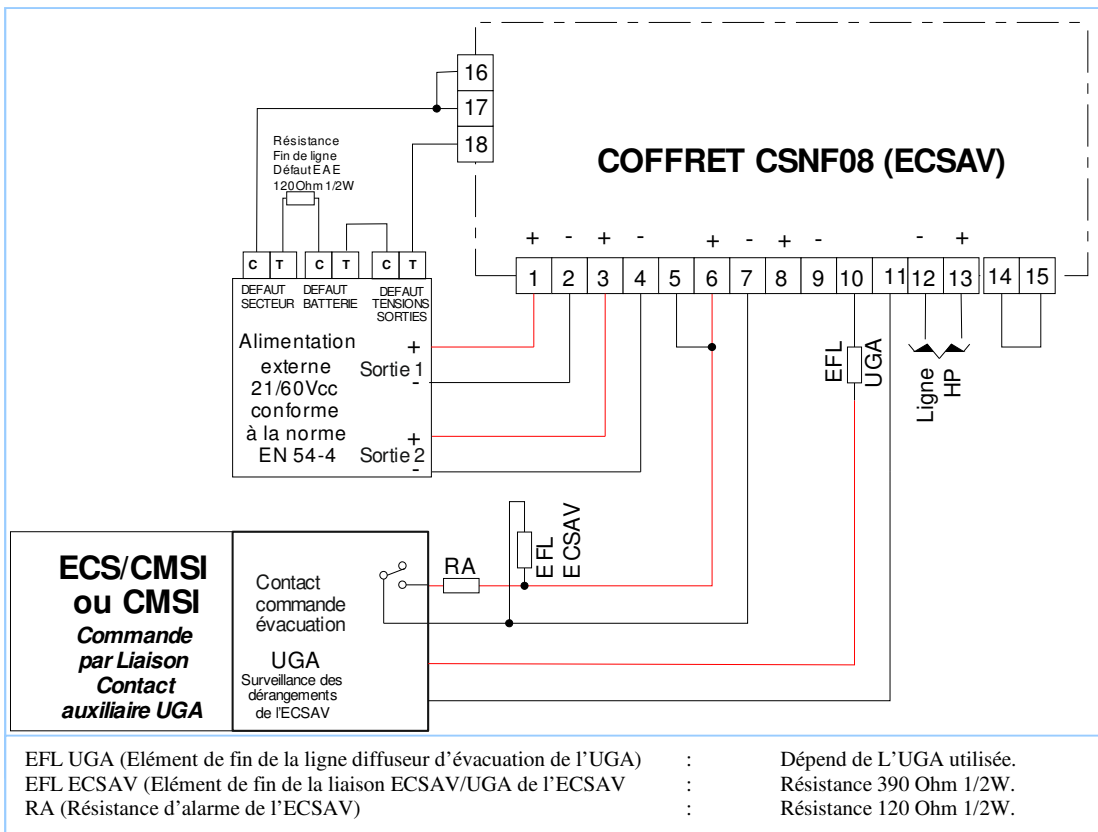 16
17
18
COFFRET CSNF08 (ECSAV)
Résistance
Fin de ligne
Défaut EAE
120 Ohm 1/2W
+ - + - + - + - - +
1 2 3 4 5 6 7 8 9 10 11 12 13 14 15
C T C T C T
DEFAUT
SECTEUR
DEFAUT
BATTERIE
DEFAUT
TENSIONS
SORTIES
Alimentation
externe
21/60Vcc
conforme
à la norme
EN 54-4
+
Sortie 1
-
+
Sortie 2
-
EFL
UGA
Ligne
HP
EFL
ECSAV
RA
ECS/CMSI
ou CMSI
Commande
par Liaison
Contact
auxiliaire UGA
Contact
commande
évacuation
UGA
Surveillance des
dérangements
de l'ECSAV
EFL UGA (Elément de fin de la ligne diffuseur d'évacuation de l'UGA) : Dépend de L'UGA utilisée.
EFL ECSAV (Elément de fin de la liaison ECSAV/UGA de l'ECSAV : Résistance 390 Ohm 1/2W.
RA (Résistance d'alarme de l'ECSAV) : Résistance 120 Ohm 1/2W.